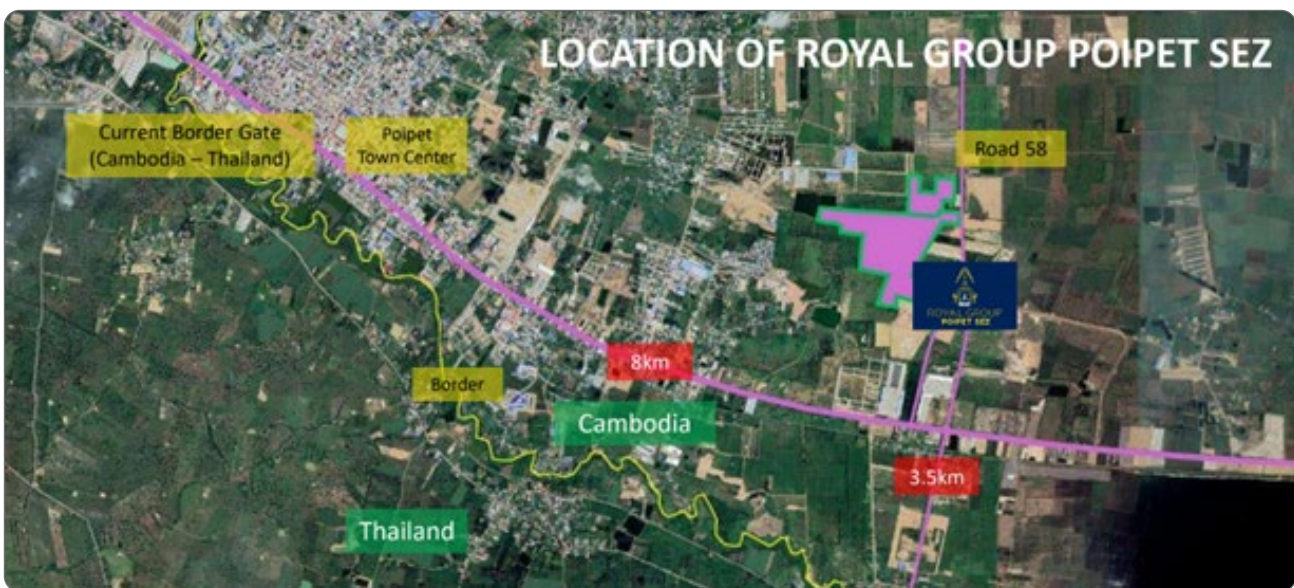 LOCATION OF ROYAL GROUP POIPET SEZ
Current Border Gate
(Cambodia – Thailand)
Poipet
Town Center
Road 58
ROYAL GROUP
POIPET SEZ
8km
Border
Cambodia
3.5km
Thailand